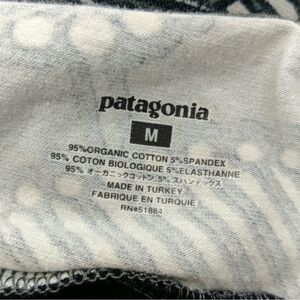 patagonia
M
95%ORGANIC COTTON 5%SPANDEX
95% COTON BIOLOGIQUE 5%ELASTHANNE
95% オーガニックコットン 5% スパンデックス
MADE IN TURKEY
FABRIQUE EN TURQUIE
RN#51884